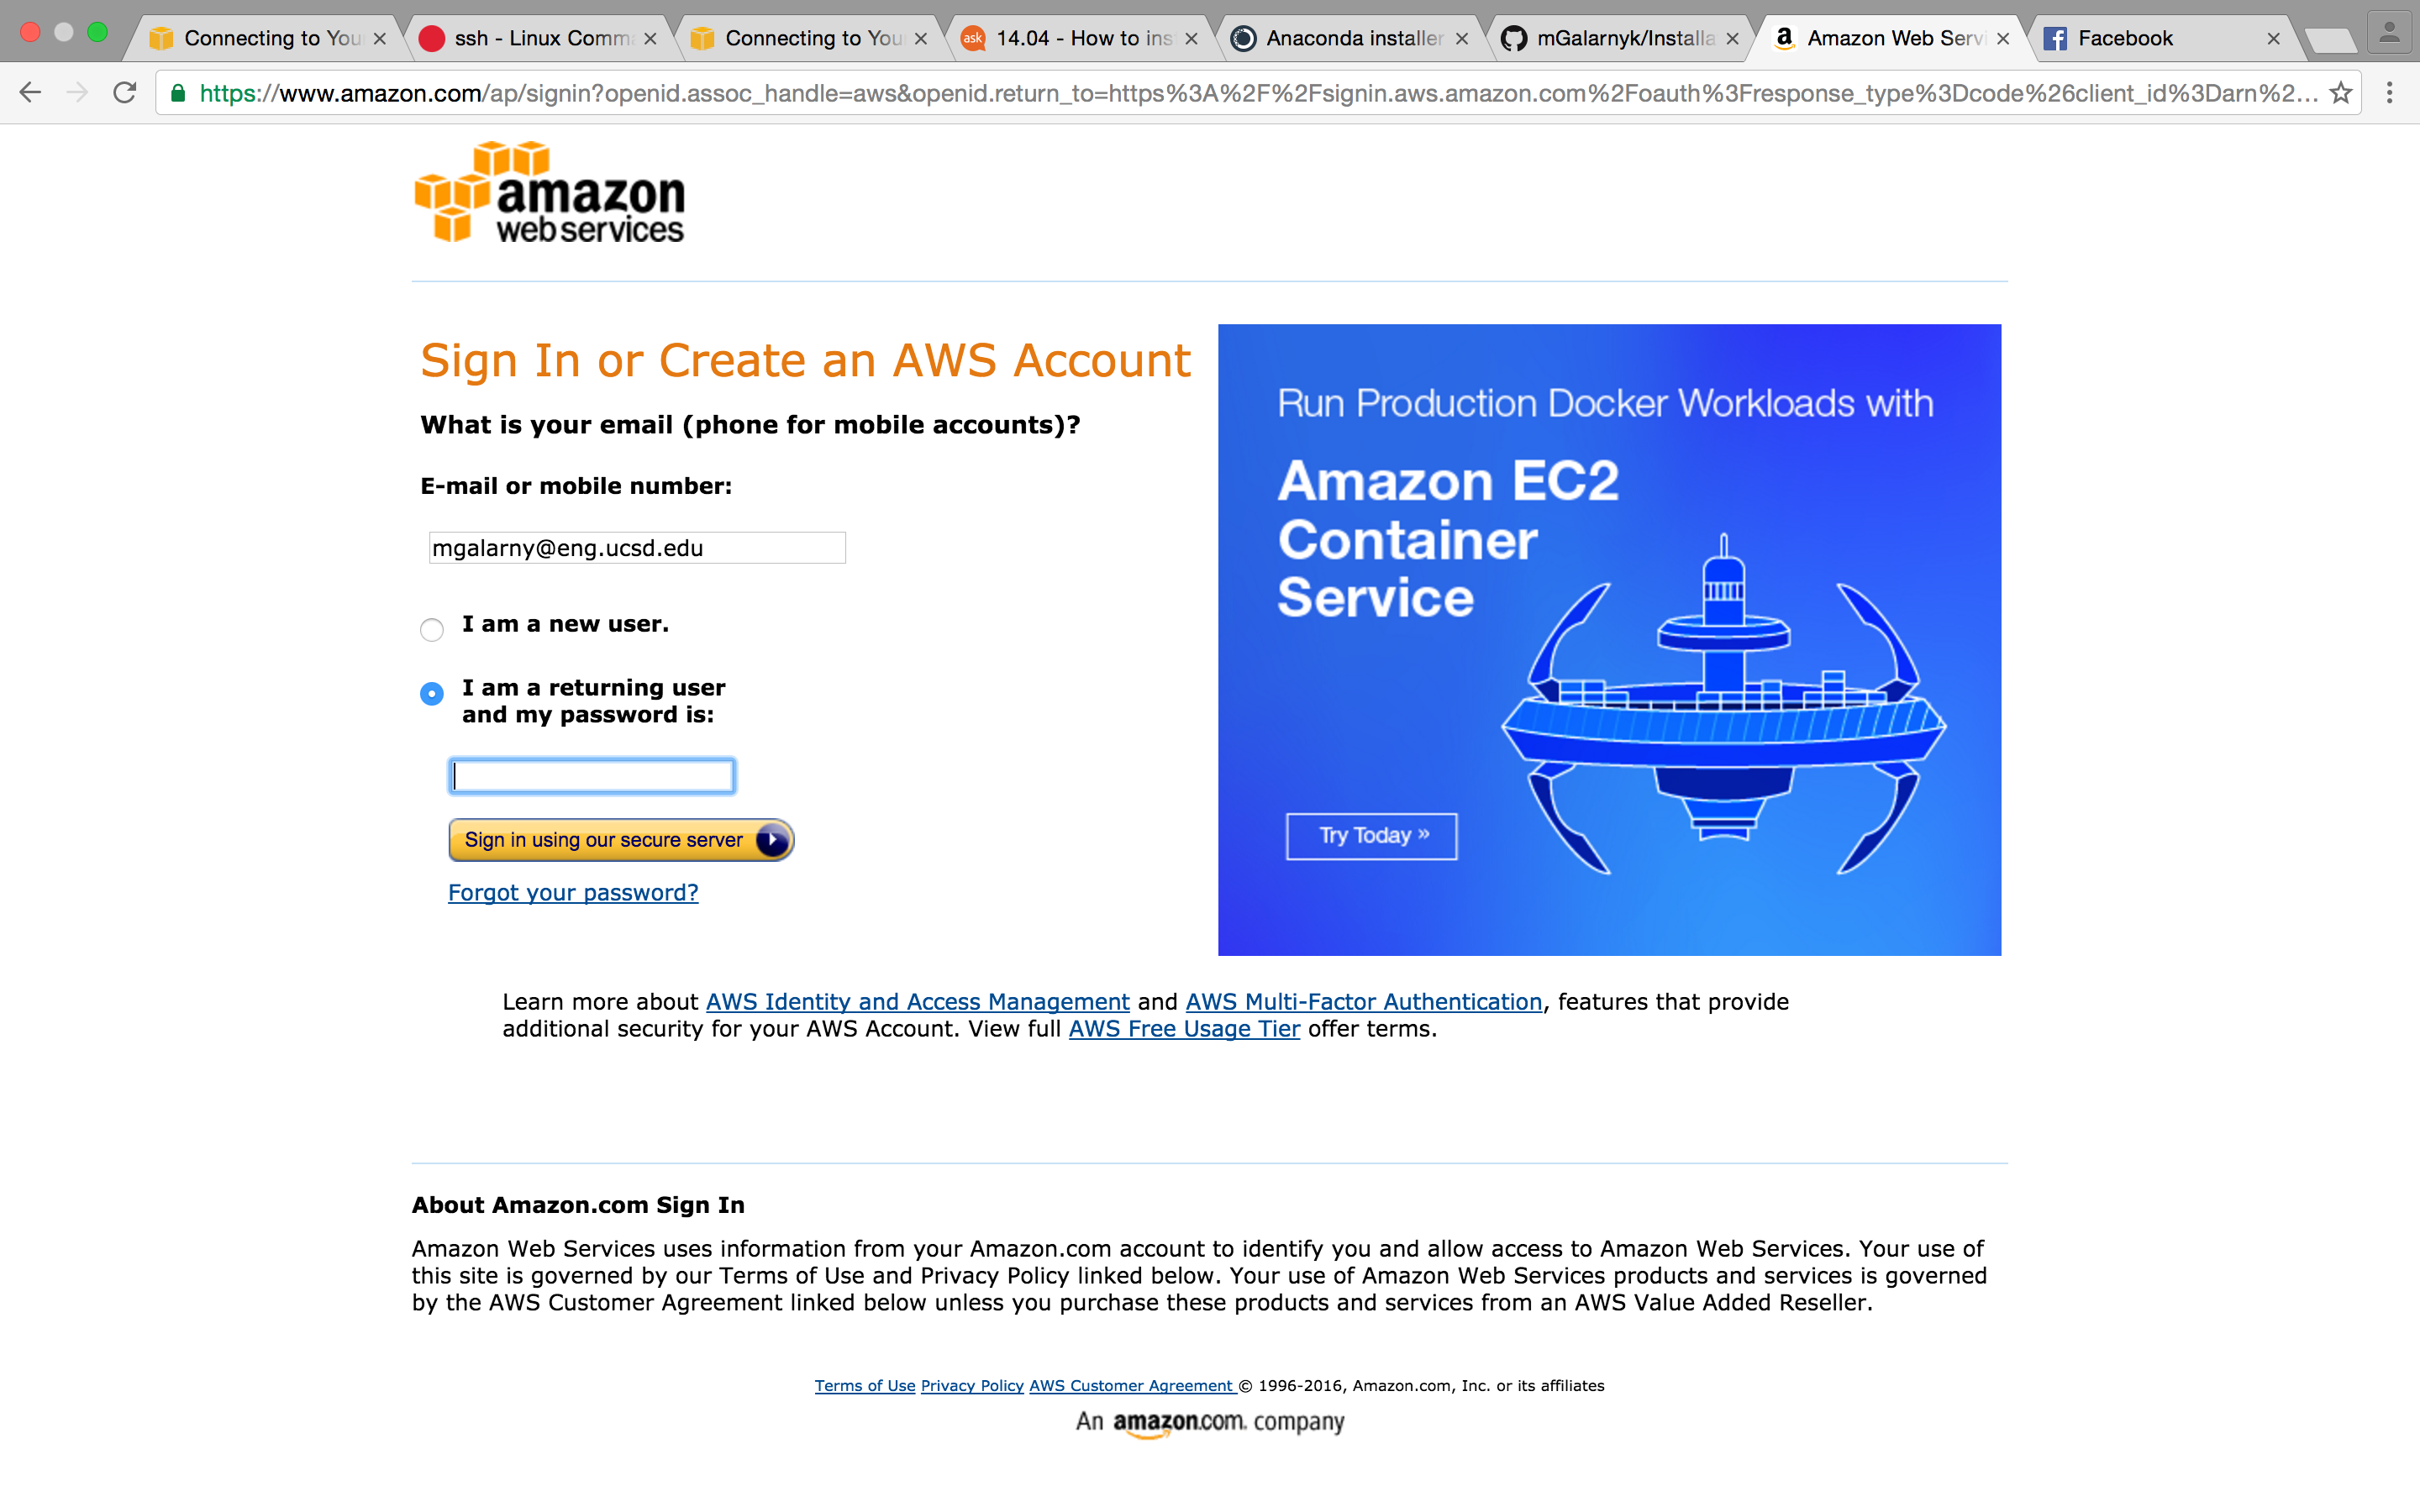 Connecting to You
ssh - Linux Comma
Connecting to You
ask 14.04 - How to ins
Anaconda installer
mGalarnyk/Installa
a Amazon Web Servi
Facebook
https://www.amazon.com/ap/signin?openid.assoc_handle=aws&openid.return_to=https%3A%2F%2Fsignin.aws.amazon.com%2Foauth%3Fresponse_type%3Dcode%26client_id%3Darn%2...
amazon
web services
Sign In or Create an AWS Account
What is your email (phone for mobile accounts)?
E-mail or mobile number:
mgalarny@eng.ucsd.edu
I am a new user.
I am a returning user
and my password is:
Sign in using our secure server
Forgot your password?
Run Production Docker Workloads with
Amazon EC2
Container
Service
Try Today »
Learn more about AWS Identity and Access Management and AWS Multi-Factor Authentication, features that provide
additional security for your AWS Account. View full AWS Free Usage Tier offer terms.
About Amazon.com Sign In
Amazon Web Services uses information from your Amazon.com account to identify you and allow access to Amazon Web Services. Your use of
this site is governed by our Terms of Use and Privacy Policy linked below. Your use of Amazon Web Services products and services is governed
by the AWS Customer Agreement linked below unless you purchase these products and services from an AWS Value Added Reseller.
Terms of Use Privacy Policy AWS Customer Agreement © 1996-2016, Amazon.com, Inc. or its affiliates
An amazon.com. company